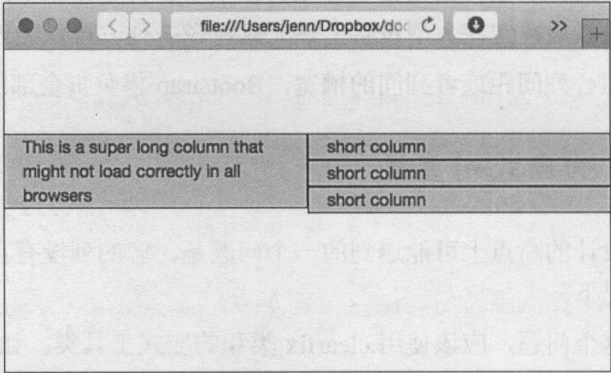 file:///Users/jenn/Dropbox/doc
This is a super long column that
might not load correctly in all
browsers
short column
short column
short column